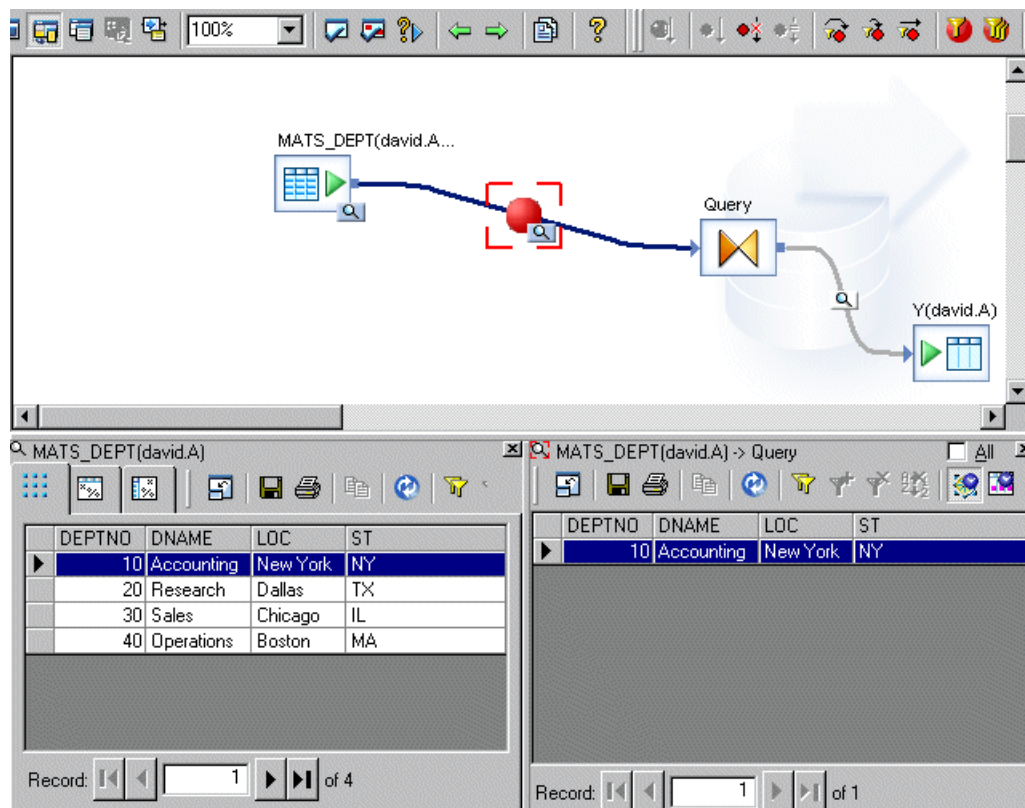 100%
MATS_DEPT(david.A...
Query
Y(david.A)
MATS_DEPT(david.A)
DEPTNO DNAME LOC ST
10 Accounting New York NY
20 Research Dallas TX
30 Sales Chicago IL
40 Operations Boston MA
Record: 1 of 4
MATS_DEPT(david.A) -> Query All
DEPTNO DNAME LOC ST
10 Accounting New York NY
Record: 1 of 1